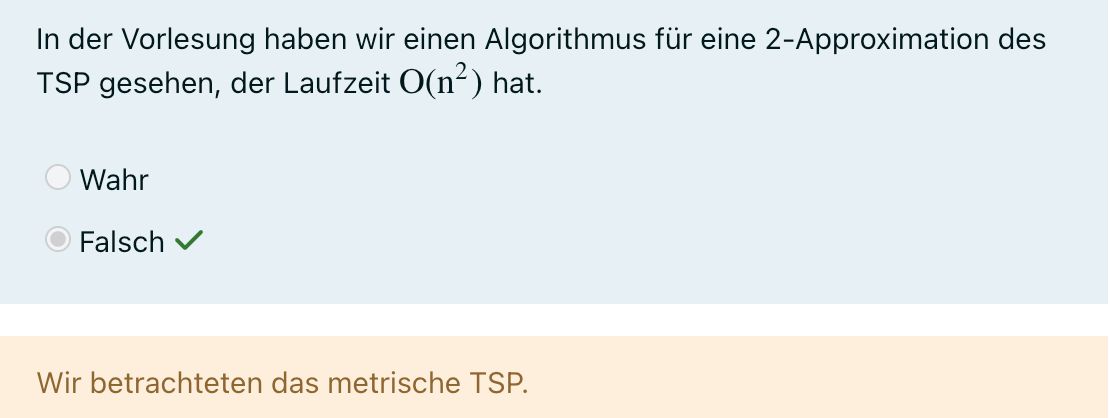 In der Vorlesung haben wir einen Algorithmus für eine 2-Approximation des
TSP gesehen, der Laufzeit O(n²) hat.
Wahr
Falsch
Wir betrachteten das metrische TSP.